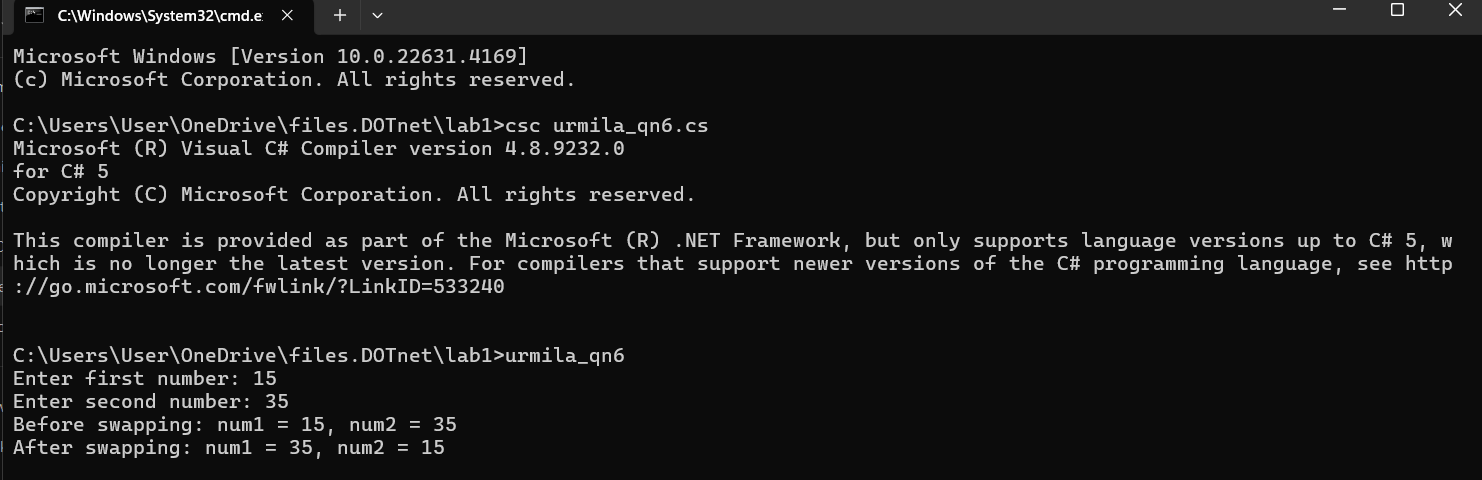 C:\Windows\System32\cmd.e
Microsoft Windows [Version 10.0.22631.4169]
(c) Microsoft Corporation. All rights reserved.
C:\Users\User\OneDrive\files.DOTnet\lab1>csc urmila_qn6.cs
Microsoft (R) Visual C# Compiler version 4.8.9232.0
for C# 5
Copyright (C) Microsoft Corporation. All rights reserved.
This compiler is provided as part of the Microsoft (R) .NET Framework, but only supports language versions up to C# 5, w
hich is no longer the latest version. For compilers that support newer versions of the C# programming language, see http
://go.microsoft.com/fwlink/?LinkID=533240
C:\Users\User\OneDrive\files.DOTnet\lab1>urmila_qn6
Enter first number: 15
Enter second number: 35
Before swapping: num1 = 15, num2 = 35
After swapping: num1 = 35, num2 = 15